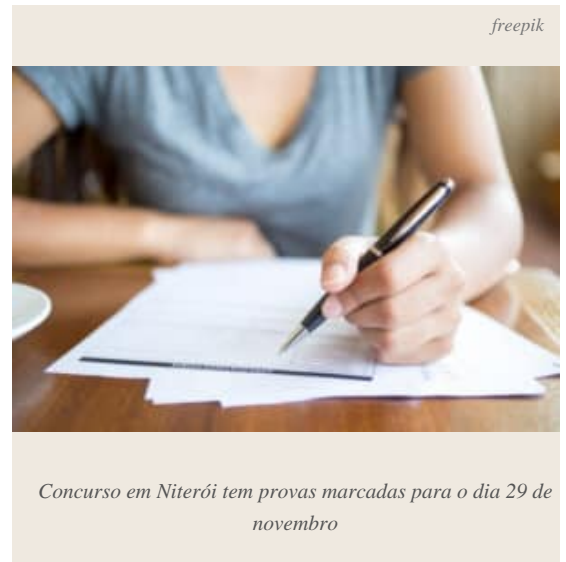 freepik
Concurso em Niterói tem provas marcadas para o dia 29 de
novembro